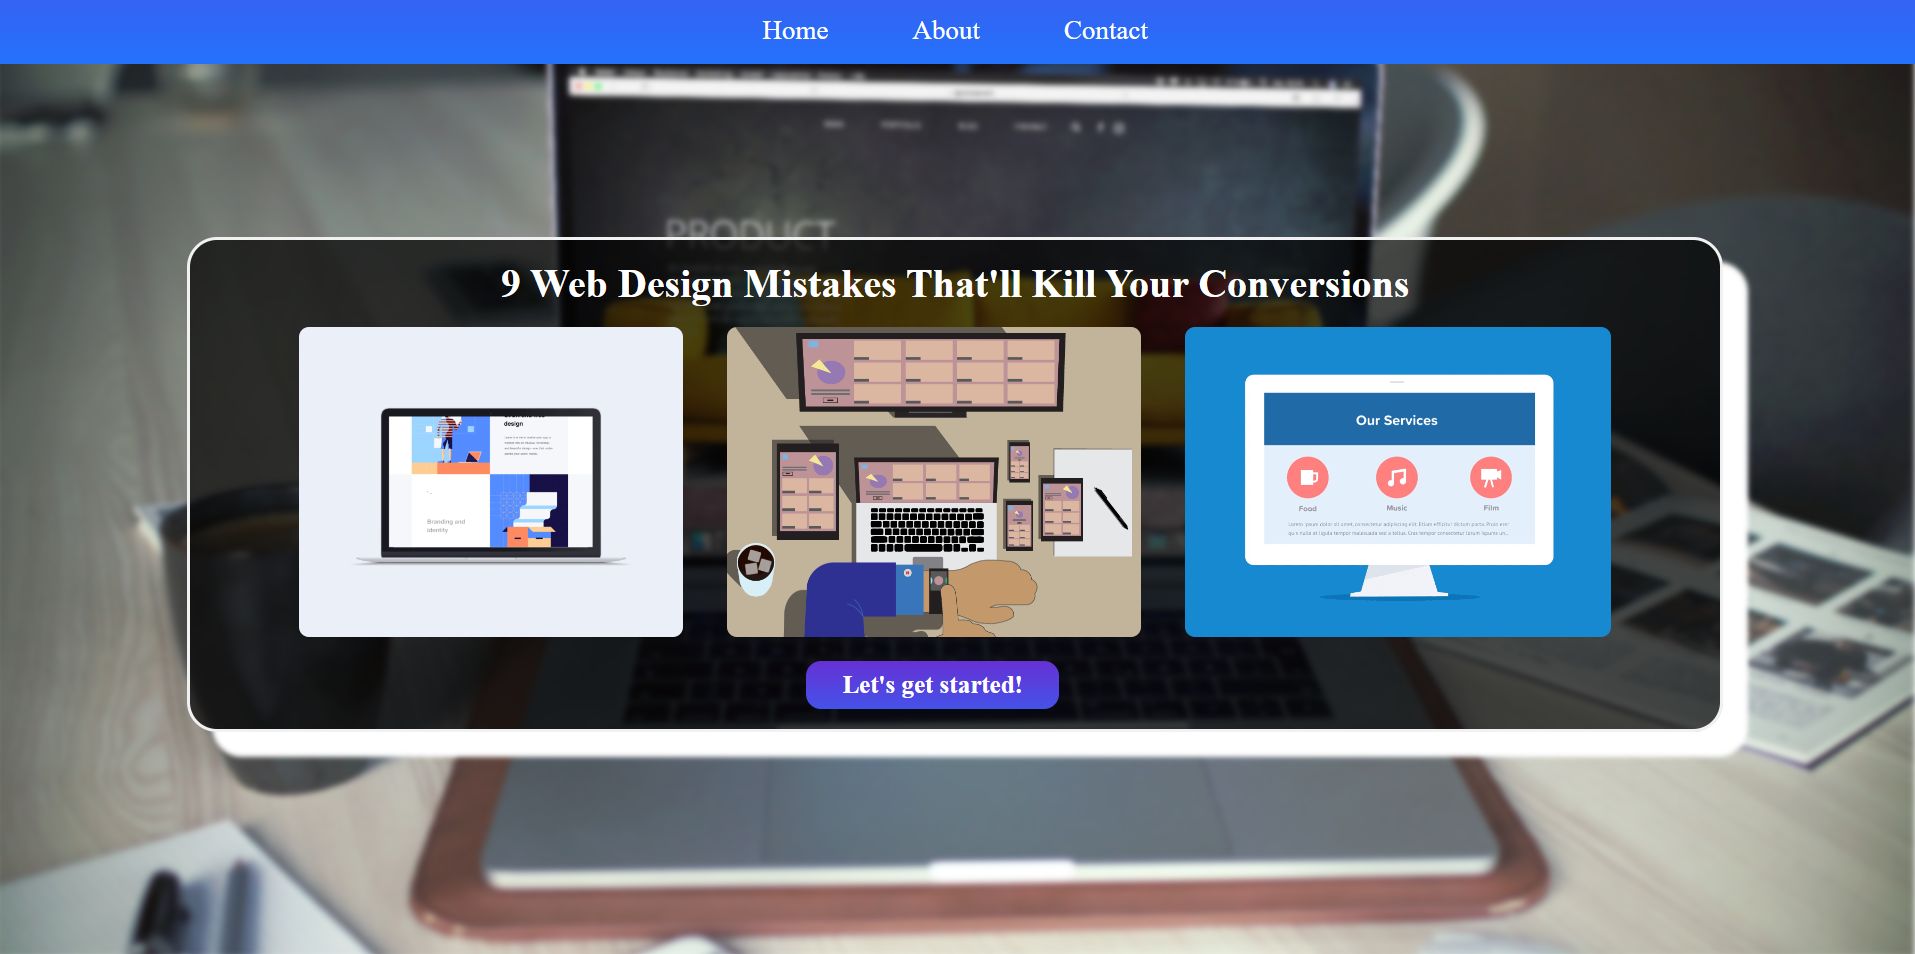 Home About Contact
PRODUCT
9 Web Design Mistakes That'll Kill Your Conversions
design
Branding and
identity
Our Services
Food Music Film
Let's get started!